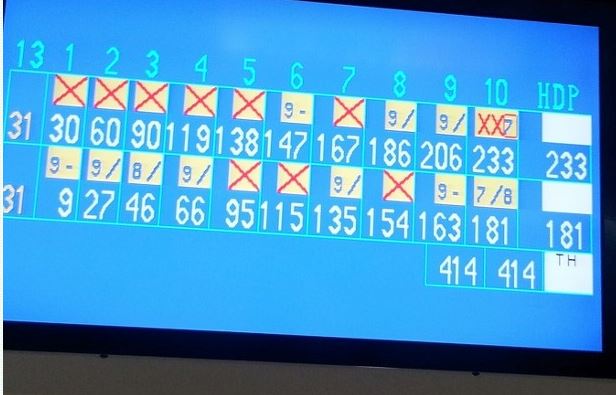 13 1 2 3 4 5 6 7 8 9 10 HDP
X X X X X 9- X 9/ 9/ XX7
31 30 60 90 119 138 147 167 186 206 233 233
9- 9/ 8/ 9/ X X 9/ X 9- 7/8
31 9 27 46 66 95 115 135 154 163 181 181
TH
414 414